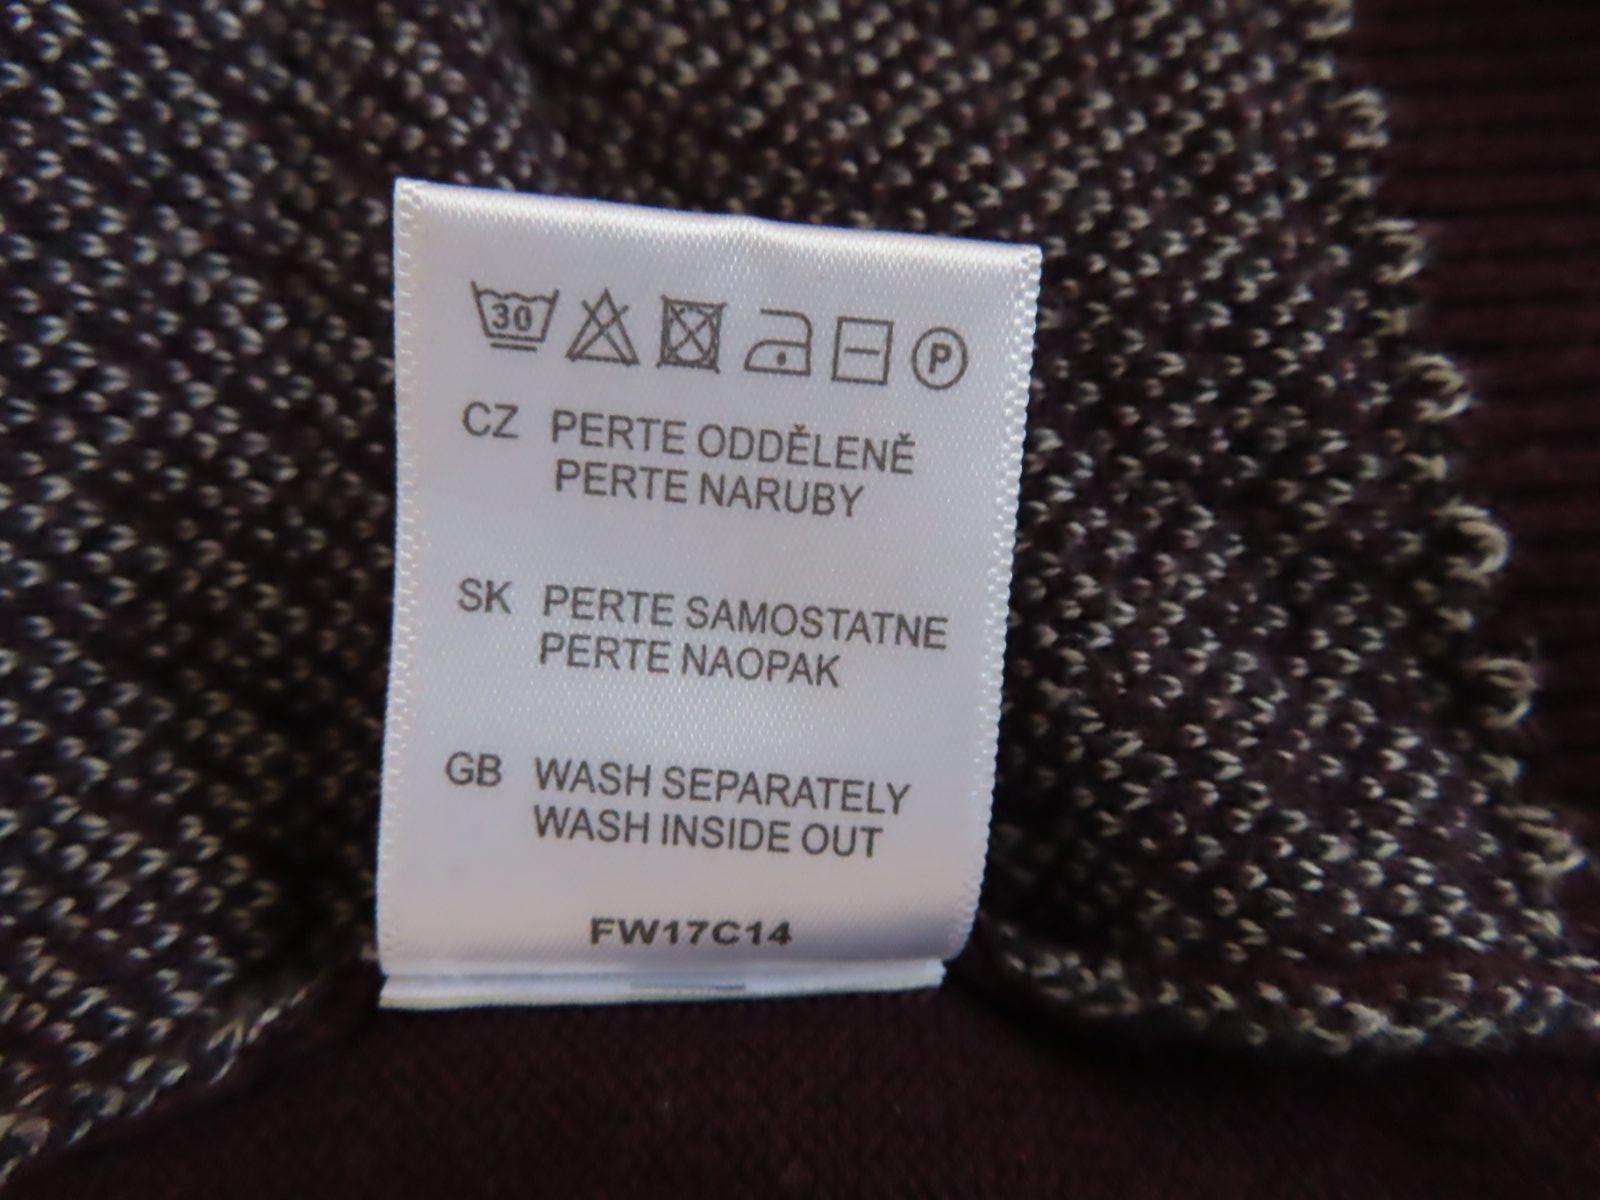 30 P
CZ PERTE ODDĚLENĚ
PERTE NARUBY
SK PERTE SAMOSTATNE
PERTE NAOPAK
GB WASH SEPARATELY
WASH INSIDE OUT
FW17C14